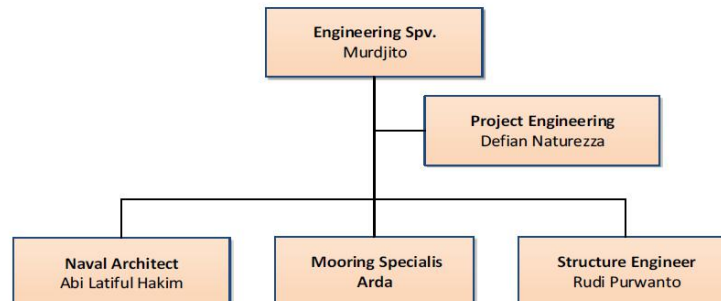 Engineering Spv.
Murdjito
Project Engineering
Defian Naturezza
Naval Architect
Abi Latiful Hakim
Mooring Specialis
Arda
Structure Engineer
Rudi Purwanto